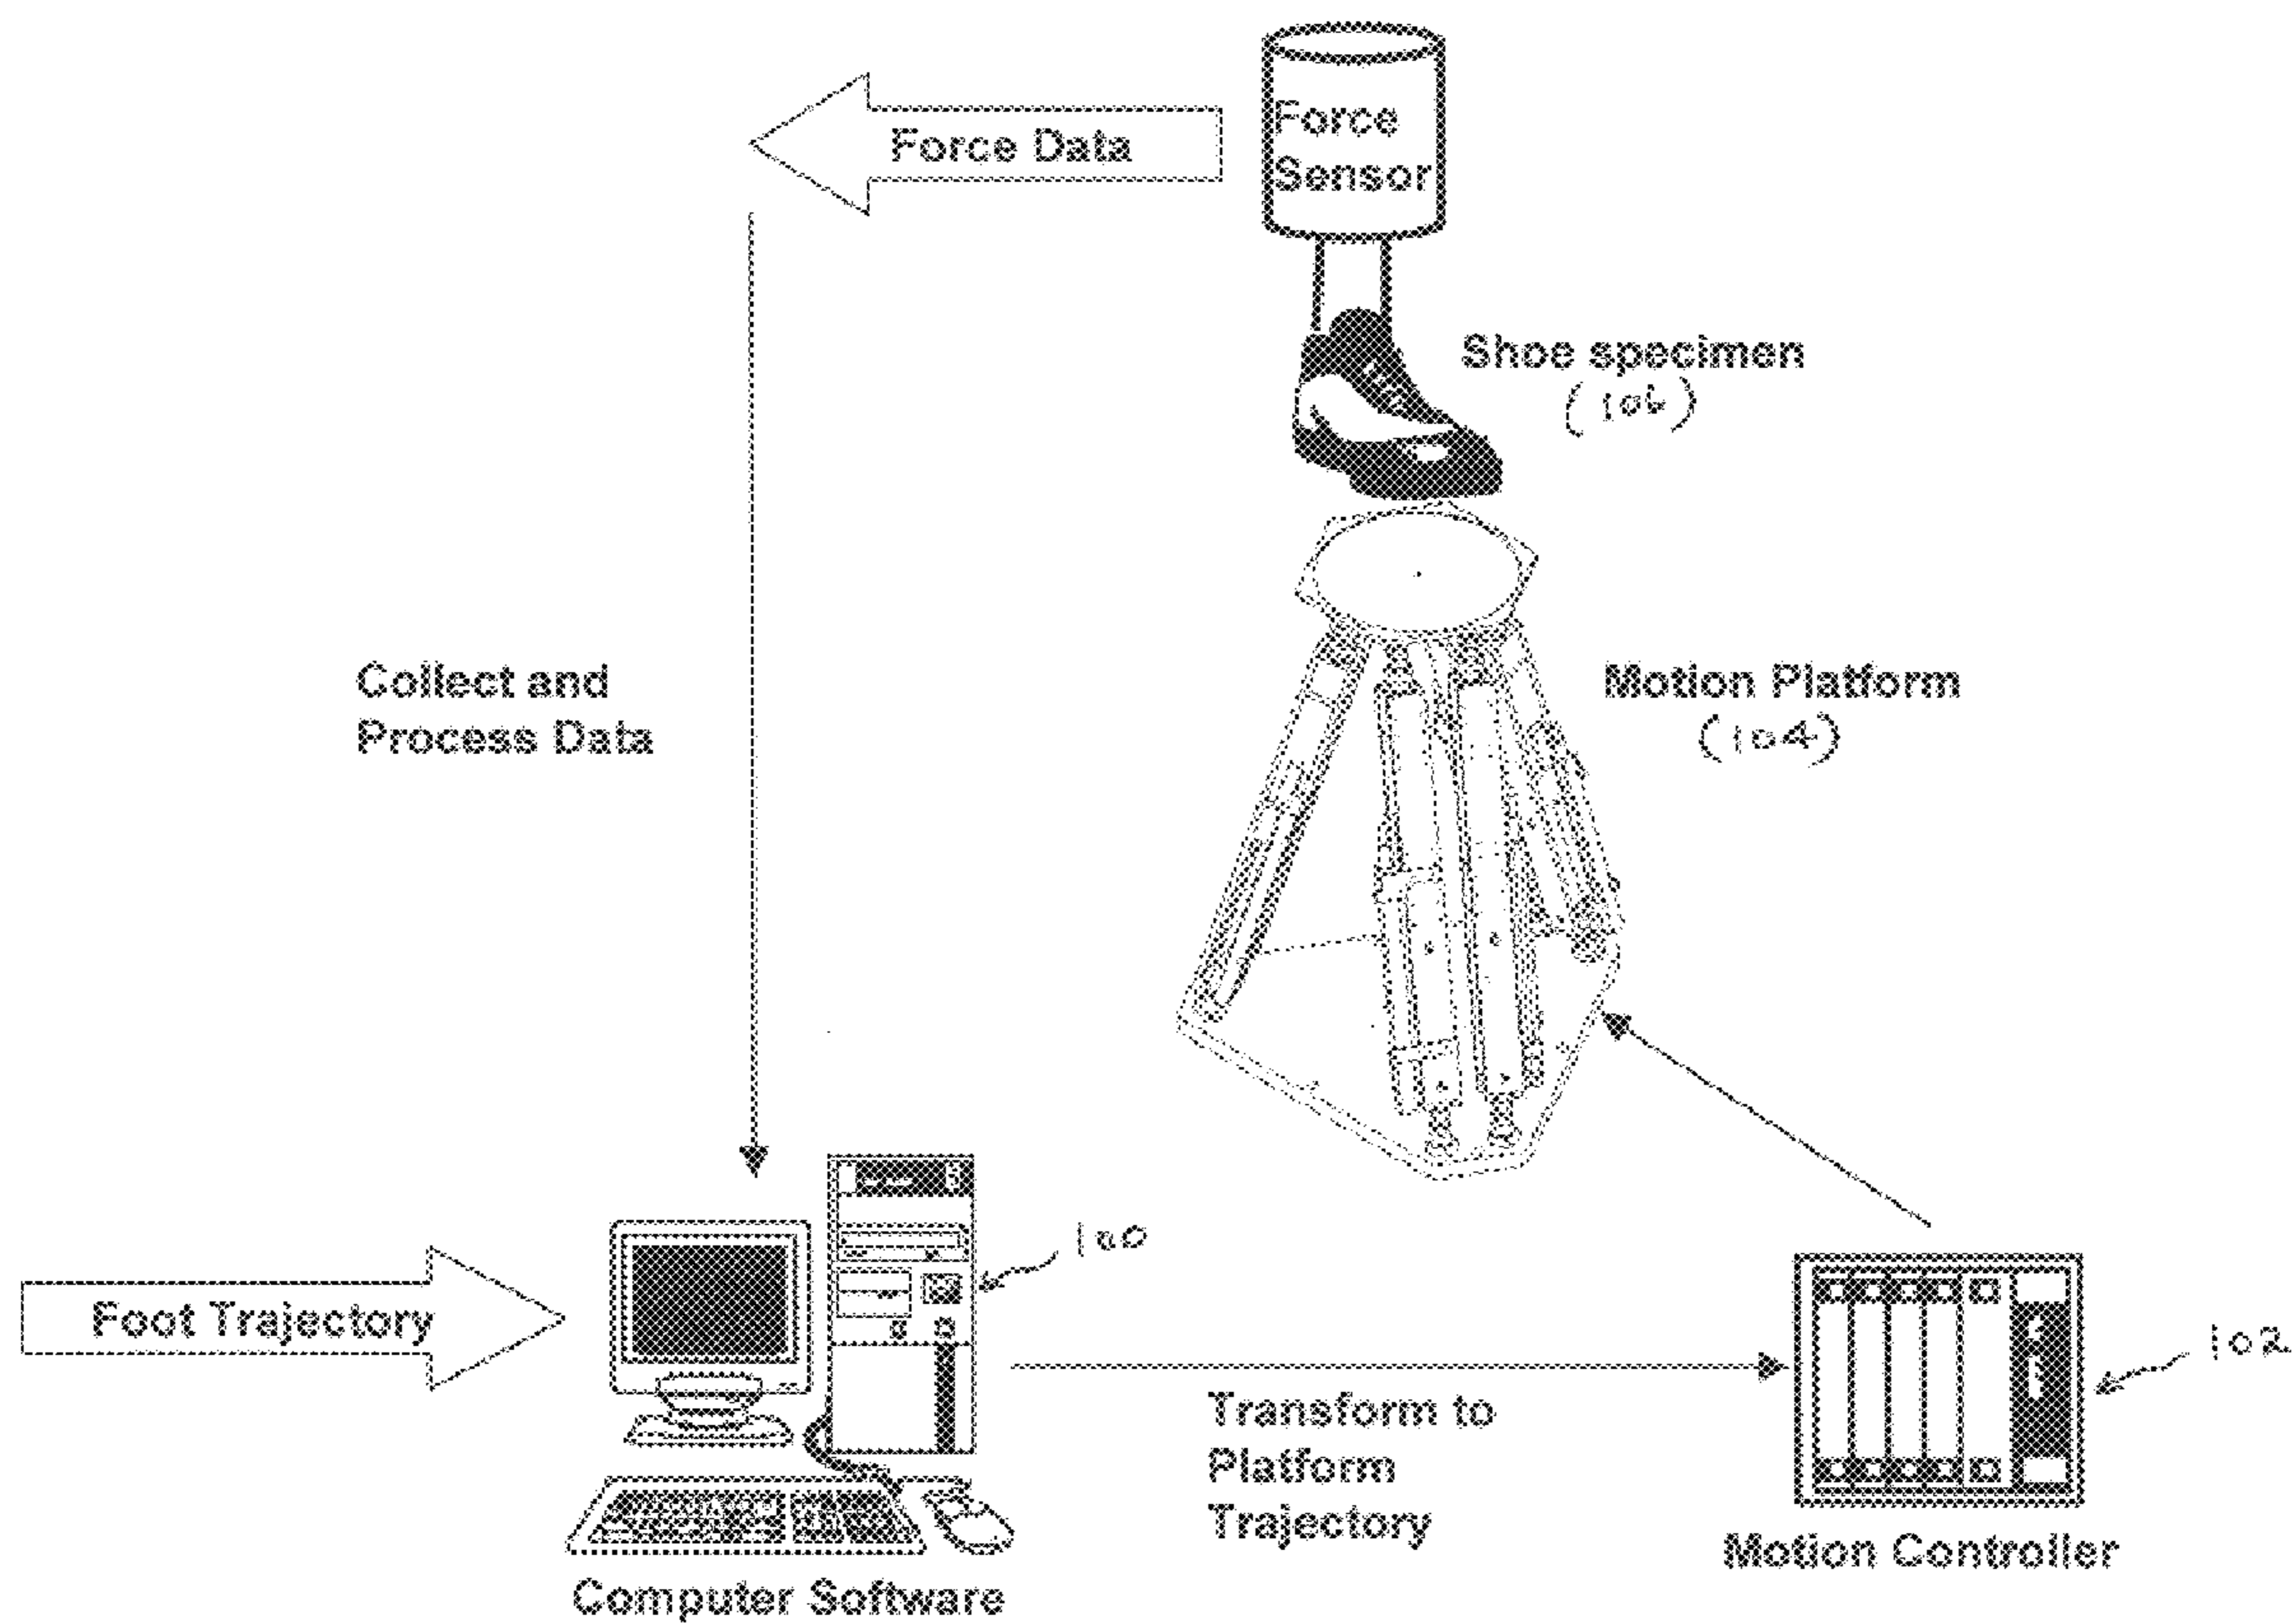 Force Data
Force
Sensor
Shoe specimen
(106)
Collect and
Process Data
Motion Platform
(104)
100
Foot Trajectory
102
Transform to
Platform
Trajectory
Motion Controller
Computer Software